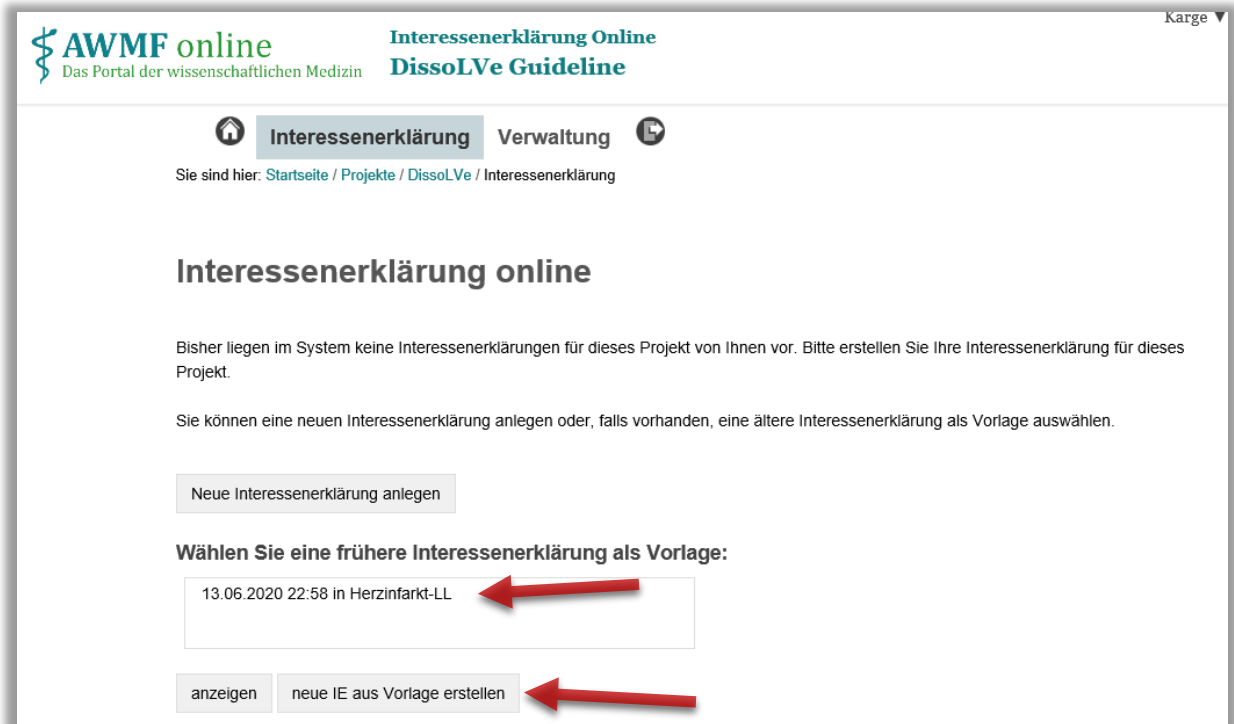 Karge ▼
AWMF online
Das Portal der wissenschaftlichen Medizin
Interessenerklärung Online
DissoLVe Guideline
Interessenerklärung Verwaltung
Sie sind hier: Startseite / Projekte / DissoLVe / Interessenerklärung
Interessenerklärung online
Bisher liegen im System keine Interessenerklärungen für dieses Projekt von Ihnen vor. Bitte erstellen Sie Ihre Interessenerklärung für dieses
Projekt.
Sie können eine neuen Interessenerklärung anlegen oder, falls vorhanden, eine ältere Interessenerklärung als Vorlage auswählen.
Neue Interessenerklärung anlegen
Wählen Sie eine frühere Interessenerklärung als Vorlage:
13.06.2020 22:58 in Herzinfarkt-LL
anzeigen neue IE aus Vorlage erstellen